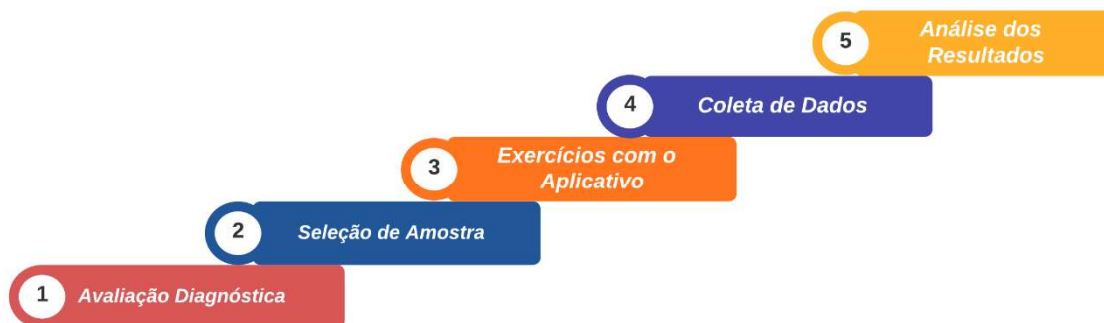 5
Análise dos
Resultados
4
Coleta de Dados
3
Exercícios com o
Aplicativo
2
Seleção de Amostra
1
Avaliação Diagnóstica